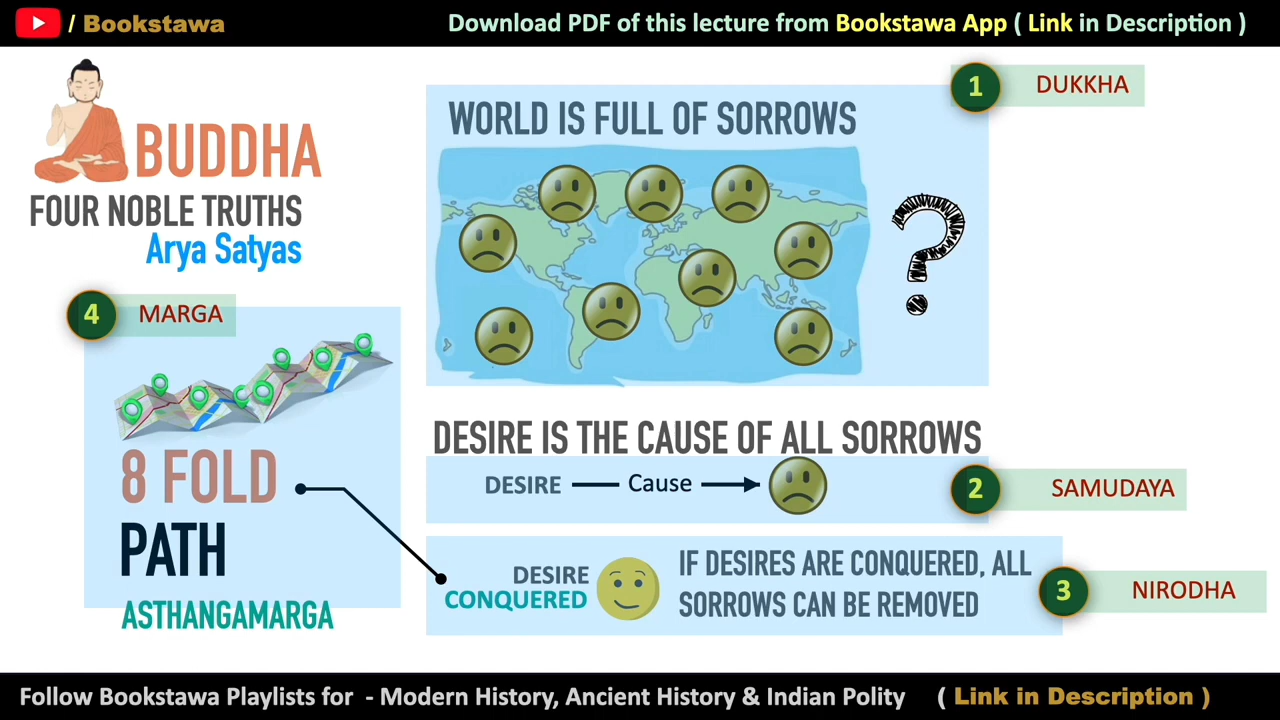 / Bookstawa
Download PDF of this lecture from Bookstawa App ( Link in Description )
BUDDHA
FOUR NOBLE TRUTHS
Arya Satyas
1 DUKKHA
WORLD IS FULL OF SORROWS
?
DESIRE IS THE CAUSE OF ALL SORROWS
DESIRE Cause
2 SAMUDAYA
DESIRE
CONQUERED
IF DESIRES ARE CONQUERED, ALL
SORROWS CAN BE REMOVED
3 NIRODHA
4 MARGA
8 FOLD
PATH
ASTHANGAMARGA
Follow Bookstawa Playlists for - Modern History, Ancient History & Indian Polity ( Link in Description )